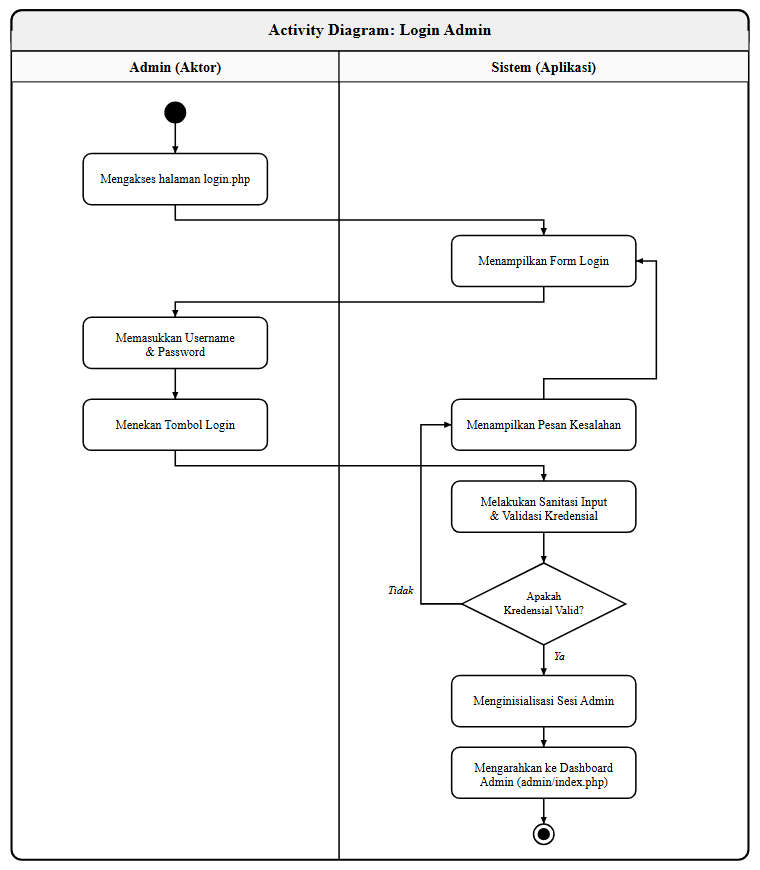 Activity Diagram: Login Admin
Admin (Aktor)
Sistem (Aplikasi)
Mengakses halaman login.php
Menampilkan Form Login
Memasukkan Username
& Password
Menekan Tombol Login
Menampilkan Pesan Kesalahan
Melakukan Sanitasi Input
& Validasi Kredensial
Apakah
Kredensial Valid?
Tidak
Ya
Menginisialisasi Sesi Admin
Mengarahkan ke Dashboard
Admin (admin/index.php)